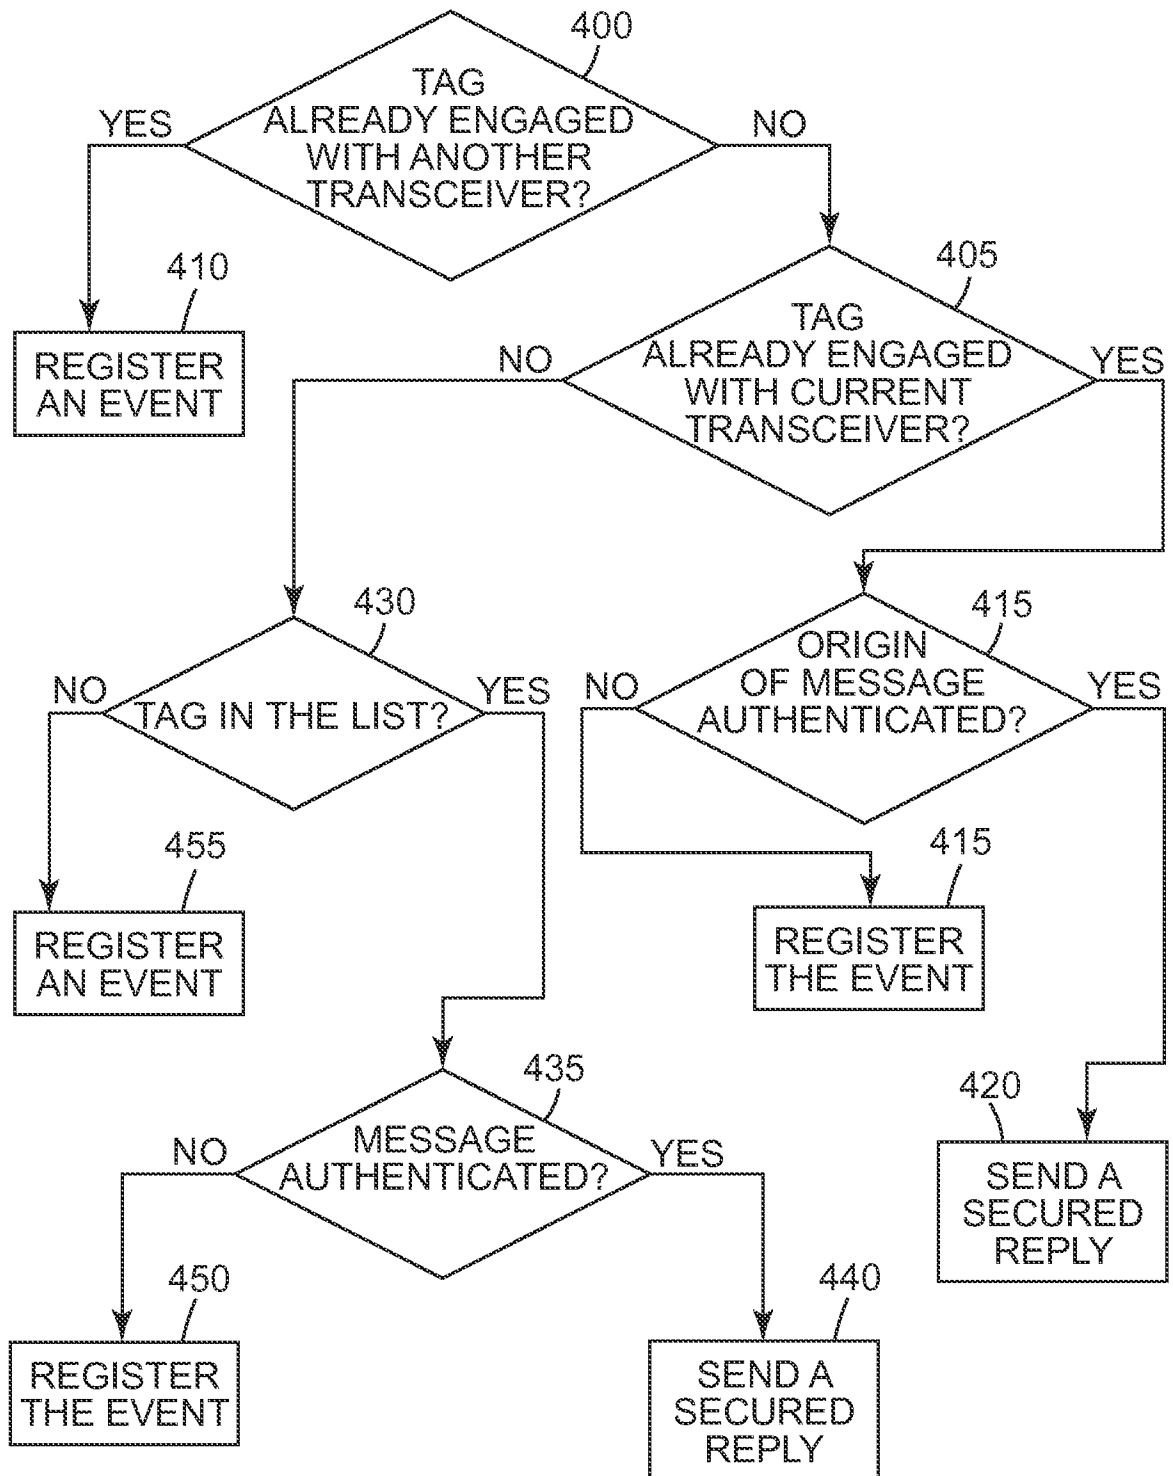 400
TAG
ALREADY ENGAGED
WITH ANOTHER
TRANSCEIVER?
YES
NO
410
REGISTER
AN EVENT
405
TAG
ALREADY ENGAGED
WITH CURRENT
TRANSCEIVER?
NO
YES
430
TAG IN THE LIST?
NO
YES
415
ORIGIN
OF MESSAGE
AUTHENTICATED?
NO
YES
455
REGISTER
AN EVENT
415
REGISTER
THE EVENT
435
MESSAGE
AUTHENTICATED?
NO
YES
420
SEND A
SECURED
REPLY
450
REGISTER
THE EVENT
440
SEND A
SECURED
REPLY